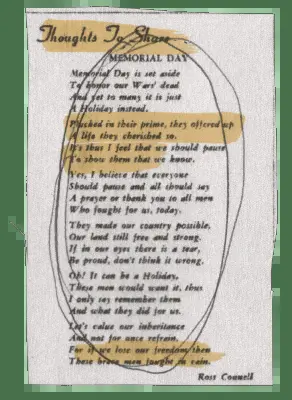 Thoughts To Share
MEMORIAL DAY
Memorial Day is set aside
To honor our Wars' dead
And yet to many it is just
A Holiday instead.
Plucked in their prime, they offered up
A life they cherished so.
It's thus I feel that we should pause
To show them that we know.
Yes, I believe that everyone
Should pause and all should say
A prayer or thank you to all men
Who fought for us, today.
They made our country possible,
Our land still free and strong.
If in our eyes there is a tear,
Be proud, don't think it wrong.
Oh! It can be a Holiday,
These men would want it, thus
I only say remember them
And what they did for us.
Let's value our inheritance
And not for once refrain,
For if we lose our freedom then
These brave men fought in vain.
Ross Connell